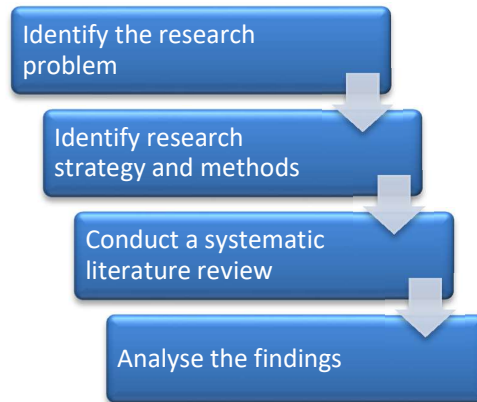 Identify the research
problem
Identify research
strategy and methods
Conduct a systematic
literature review
Analyse the findings